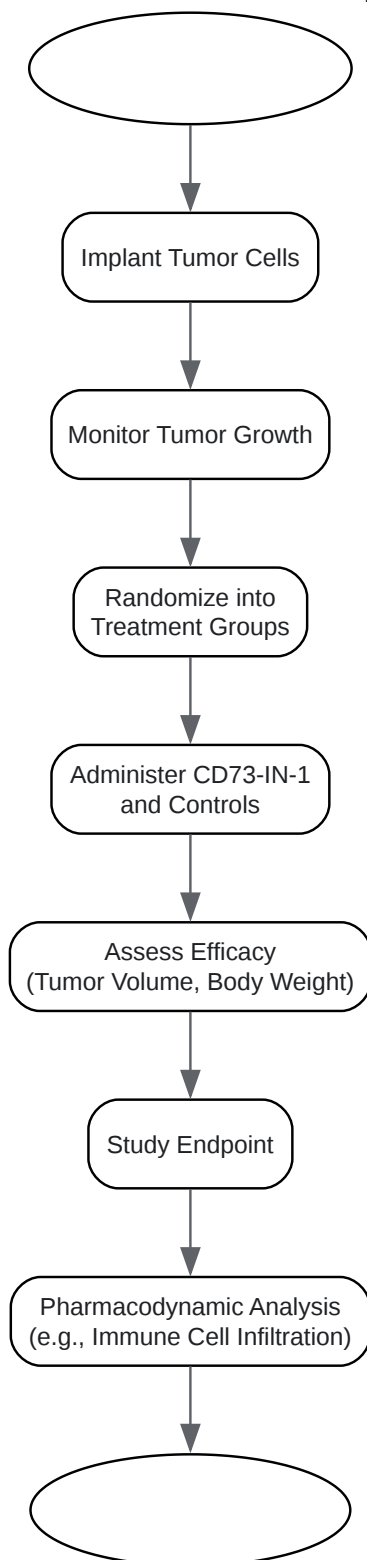 Implant Tumor Cells
Monitor Tumor Growth
Randomize into
Treatment Groups
Administer CD73-IN-1
and Controls
Assess Efficacy
(Tumor Volume, Body Weight)
Study Endpoint
Pharmacodynamic Analysis
(e.g., Immune Cell Infiltration)